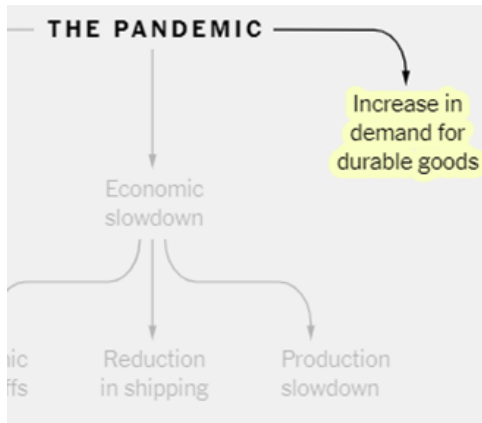 THE PANDEMIC
Increase in
demand for
durable goods
Economic
slowdown
Reduction
in shipping
Production
slowdown